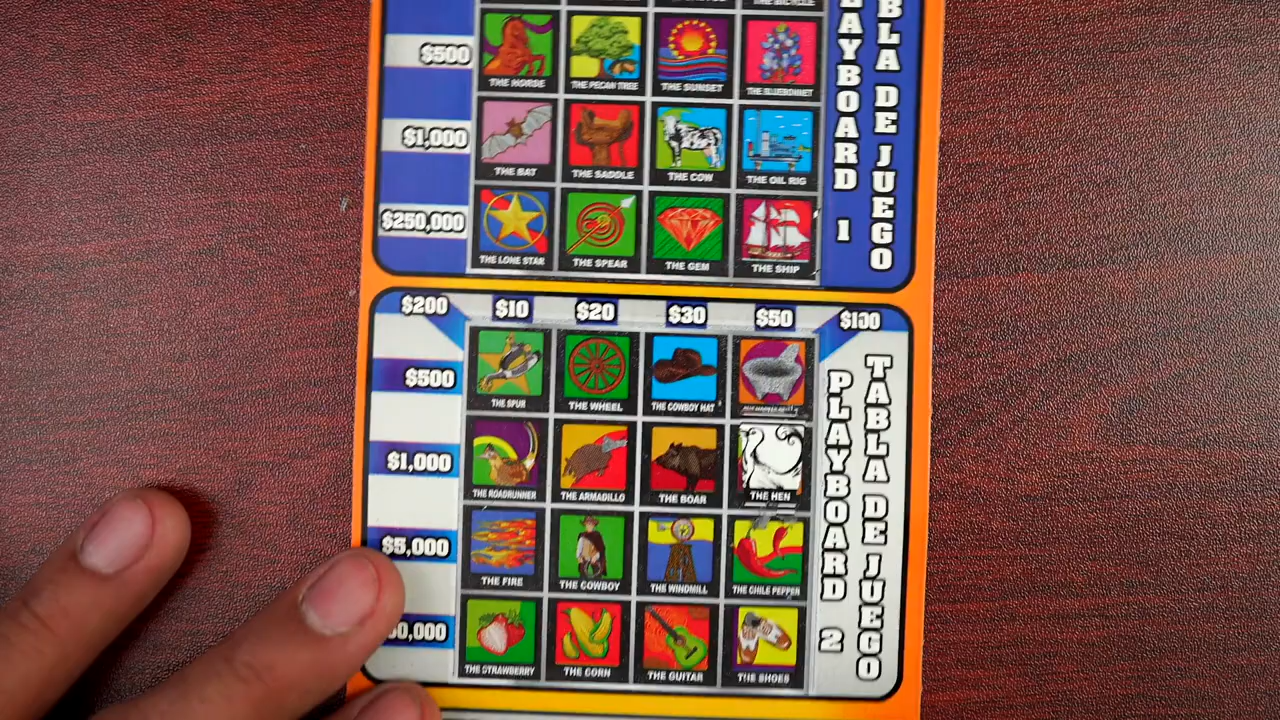 $500
THE HORSE
THE PECAN TREE
THE SUNSET
THE BLUEBONNET
$1,000
THE BAT
THE SADDLE
THE COW
THE OIL RIG
$250,000
THE LONE STAR
THE SPEAR
THE GEM
THE SHIP
PLAYBOARD 1
TABLA DE JUEGO
$200
$10
$20
$30
$50
$100
$500
THE SPUR
THE WHEEL
THE COWBOY HAT
$1,000
THE ROADRUNNER
THE ARMADILLO
THE BOAR
THE HEN
$5,000
THE FIRE
THE COWBOY
THE WINDMILL
THE CHILE PEPPER
0,000
THE STRAWBERRY
THE CORN
THE GUITAR
THE SHOES
PLAYBOARD 2
TABLA DE JUEGO